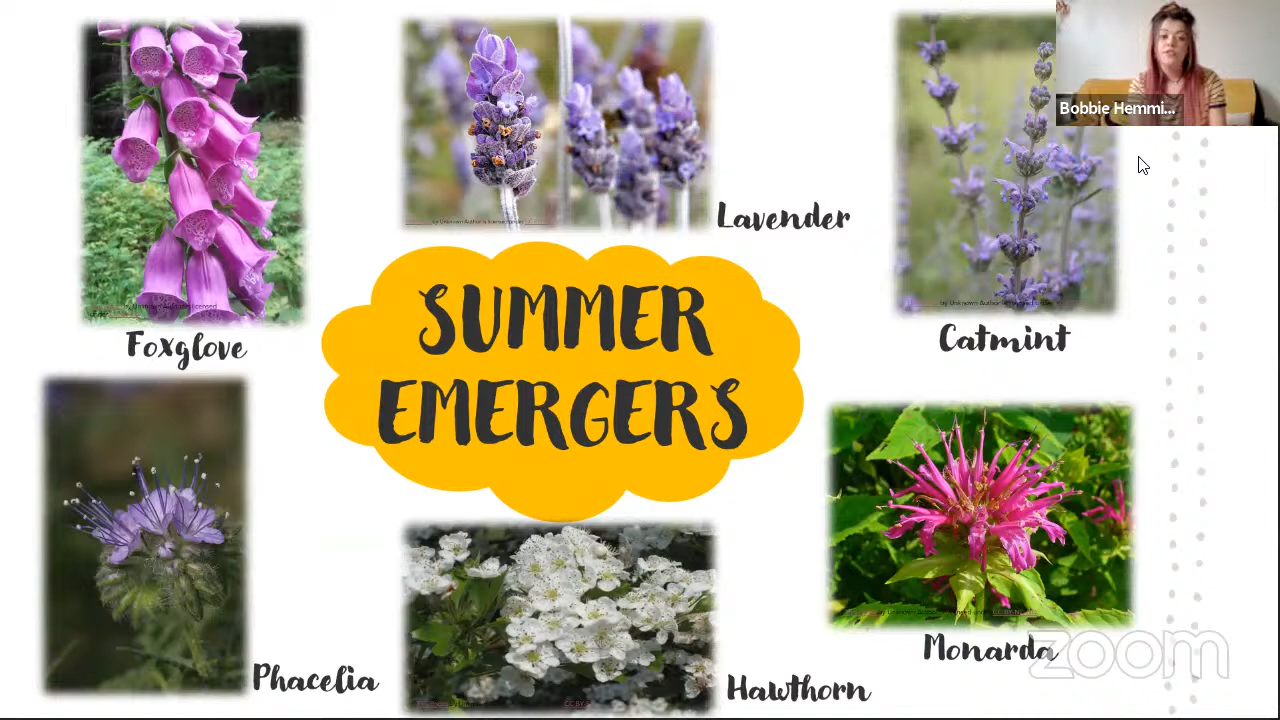 Bobbie Hemmi...
Lavender
SUMMER
EMERGERS
Foxglove
Catmint
Phacelia
Hawthorn
Monarda
zoom